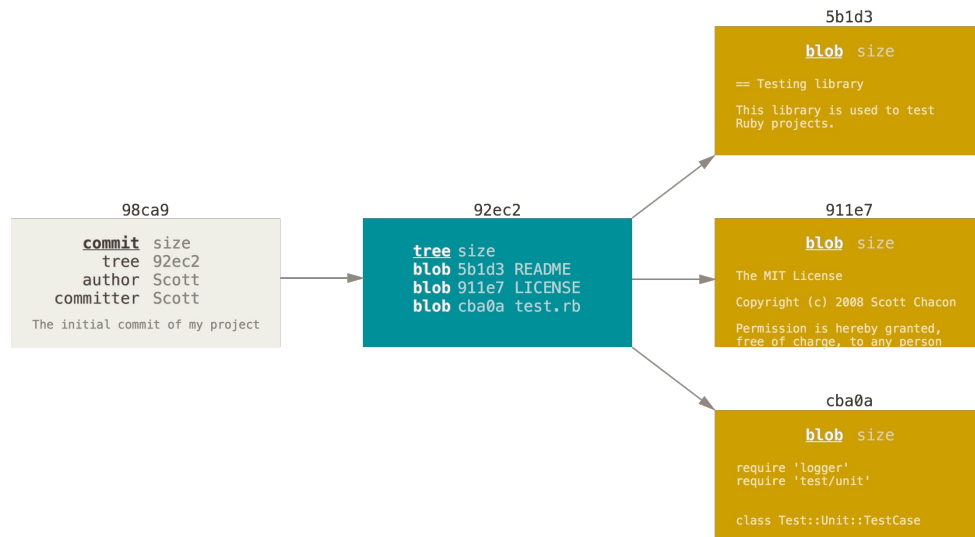 98ca9
commit size
tree 92ec2
author Scott
committer Scott
The initial commit of my project
92ec2
tree size
blob 5b1d3 README
blob 911e7 LICENSE
blob cba0a test.rb
5b1d3
blob size
== Testing library
This library is used to test
Ruby projects.
911e7
blob size
The MIT License
Copyright (c) 2008 Scott Chacon
Permission is hereby granted,
free of charge, to any person
cba0a
blob size
require 'logger'
require 'test/unit'
class Test::Unit::TestCase